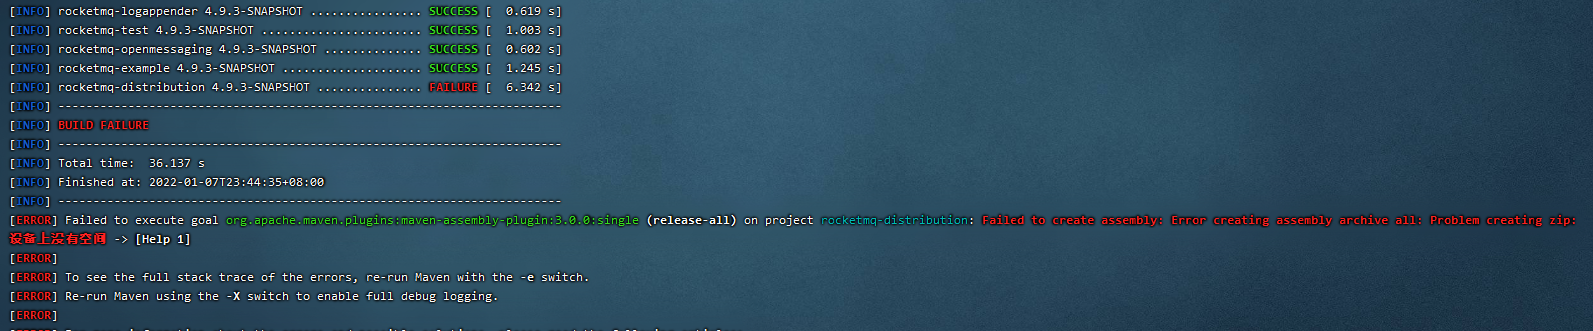 [INFO] rocketmq-logappender 4.9.3-SNAPSHOT ................ SUCCESS [  0.619 s]
[INFO] rocketmq-test 4.9.3-SNAPSHOT ....................... SUCCESS [  1.003 s]
[INFO] rocketmq-openmessaging 4.9.3-SNAPSHOT .............. SUCCESS [  0.602 s]
[INFO] rocketmq-example 4.9.3-SNAPSHOT .................... SUCCESS [  1.245 s]
[INFO] rocketmq-distribution 4.9.3-SNAPSHOT ............... FAILURE [  6.342 s]
[INFO] ------------------------------------------------------------------------
[INFO] BUILD FAILURE
[INFO] ------------------------------------------------------------------------
[INFO] Total time:  36.137 s
[INFO] Finished at: 2022-01-07T23:44:35+08:00
[INFO] ------------------------------------------------------------------------
[ERROR] Failed to execute goal org.apache.maven.plugins:maven-assembly-plugin:3.0.0:single (release-all) on project rocketmq-distribution: Failed to create assembly: Error creating assembly archive all: Problem creating zip:
设备上没有空间 -> [Help 1]
[ERROR]
[ERROR] To see the full stack trace of the errors, re-run Maven with the -e switch.
[ERROR] Re-run Maven using the -X switch to enable full debug logging.
[ERROR]